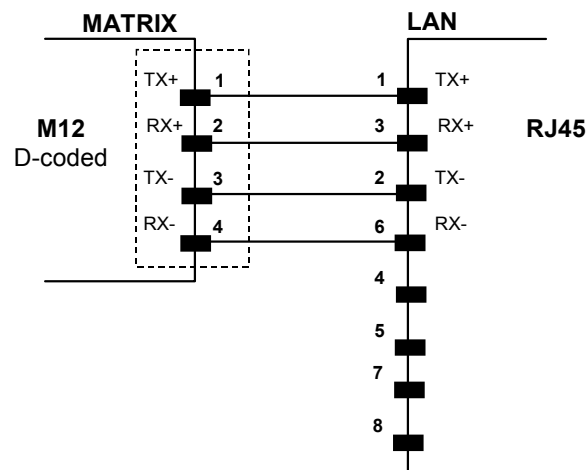 MATRIX LAN
TX+ 1 1 TX+
M12 RX+ 2 3 RX+ RJ45
D-coded
TX- 3 2 TX-
RX- 4 6 RX-
4
5
7
8